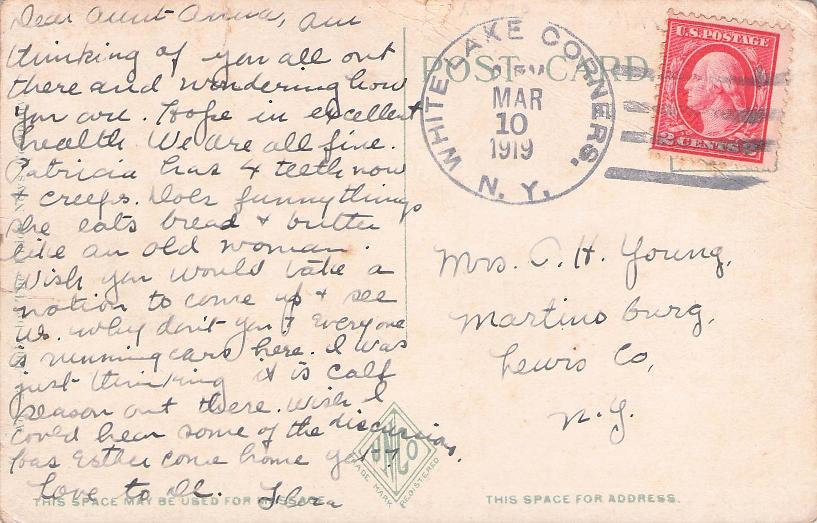 Dear Aunt Anna, Am
thinking of you all out
there and wondering how
you are. Hope in excellent
health. We are all fine.
Patricia has 4 teeth now
& creeps. Does funny things
she eats bread & butter
like an old woman.
Wish you would take a
notion to come up & see
us. Why don't you? Everyone
is running cars here. I was
just thinking it is calf
season out there. Wish I
could hear some of the discussions.
Has Esther come home yet?
Love to all.
POST CARD
WHITE LAKE CORNERS, N.Y.
MAR
10
1919
U.S. POSTAGE
2 CENTS 2
Mrs. C. H. Young,
Martinsburg,
Lewis Co,
N.Y.
TRADE MARK REGISTERED
THIS SPACE MAY BE USED FOR MESSAGE.
THIS SPACE FOR ADDRESS.